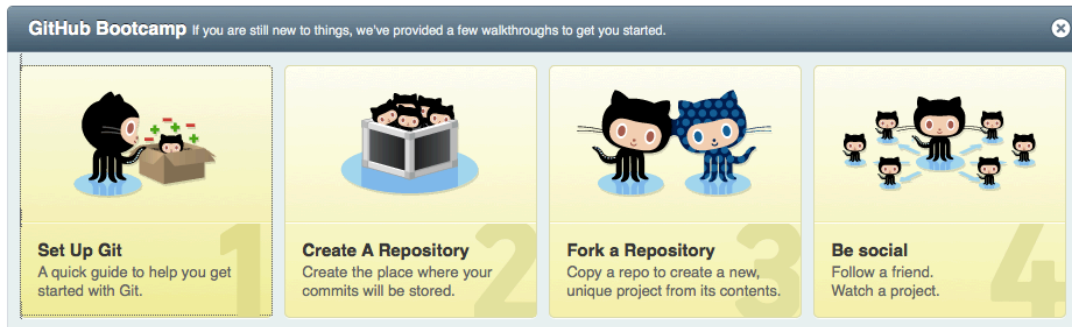 GitHub Bootcamp If you are still new to things, we've provided a few walkthroughs to get you started.
1
Set Up Git
A quick guide to help you get
started with Git.
2
Create A Repository
Create the place where your
commits will be stored.
3
Fork a Repository
Copy a repo to create a new,
unique project from its contents.
4
Be social
Follow a friend.
Watch a project.